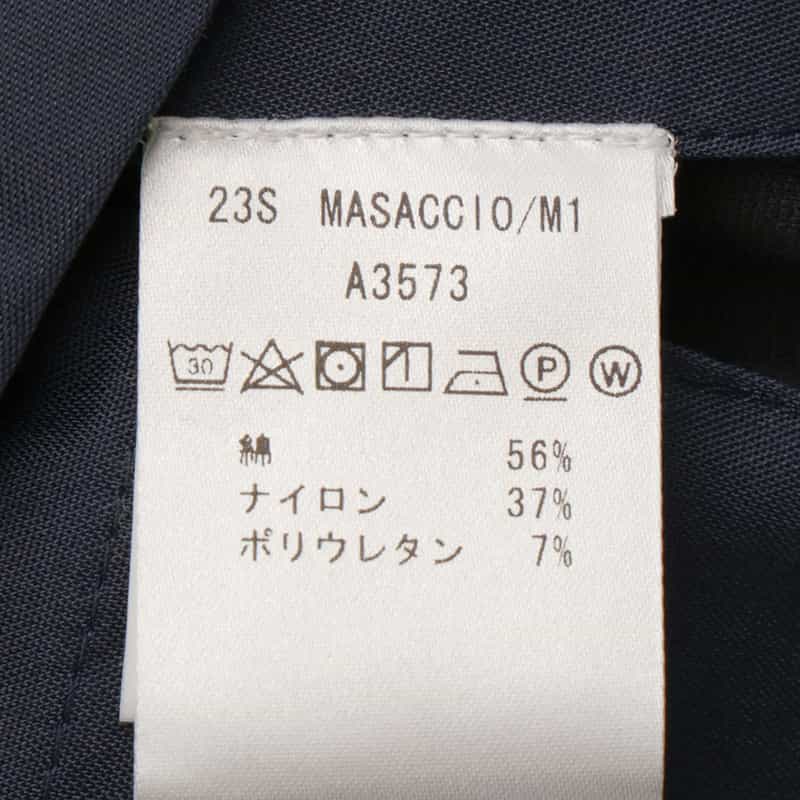 23S MASACCIO/M1
A3573
30 P W
綿 56%
ナイロン 37%
ポリウレタン 7%